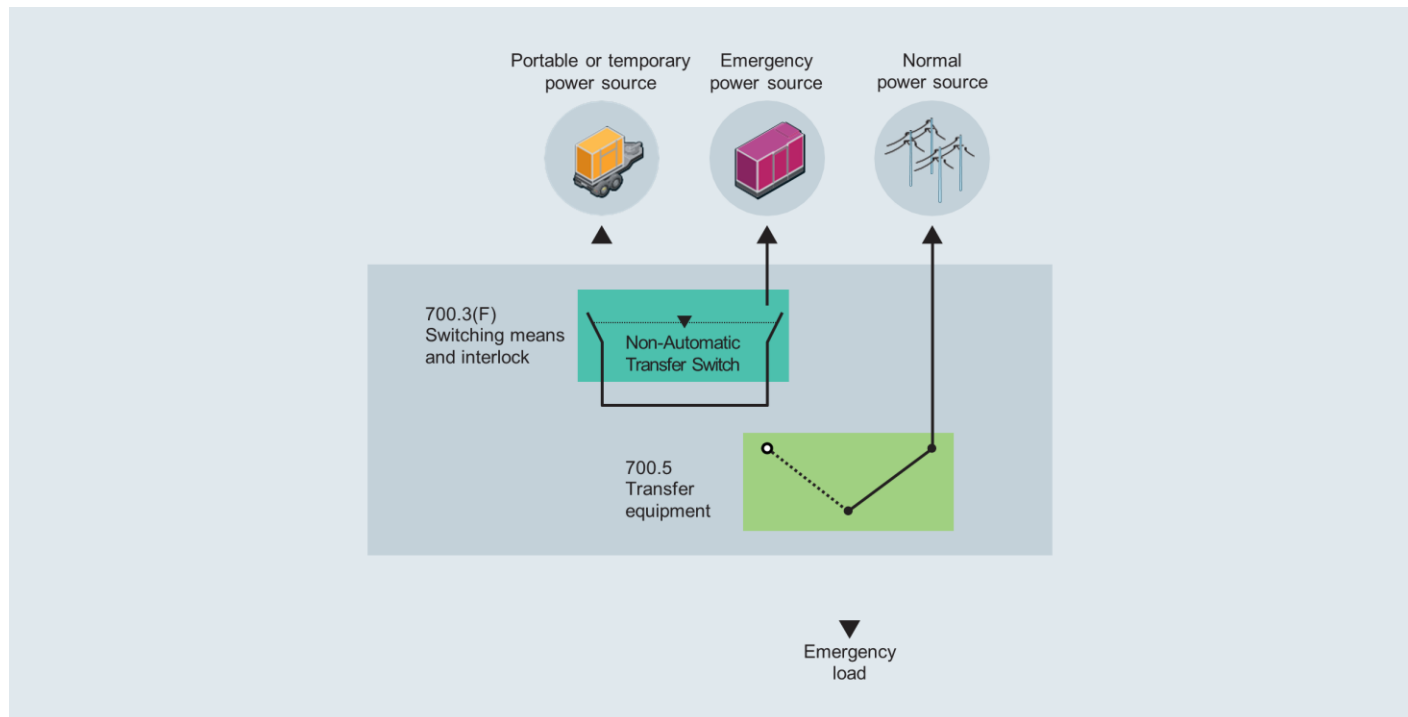 Portable or temporary
power source
Emergency
power source
Normal
power source
700.3(F)
Switching means
and interlock
Non-Automatic
Transfer Switch
700.5
Transfer
equipment
Emergency
load